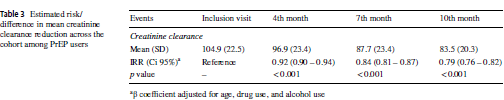 Table 3 Estimated risk/
difference in mean creatinine
clearance reduction across the
cohort among PrEP users
Events Inclusion visit 4th month 7th month 10th month
Creatinine clearance
Mean (SD) 104.9 (22.5) 96.9 (23.4) 87.7 (23.4) 83.5 (20.3)
IRR (Ci 95%)a Reference 0.92 (0.90 – 0.94) 0.84 (0.81 – 0.87) 0.79 (0.76 – 0.82)
p value – <0.001 <0.001 <0.001
aβ coefficient adjusted for age, drug use, and alcohol use